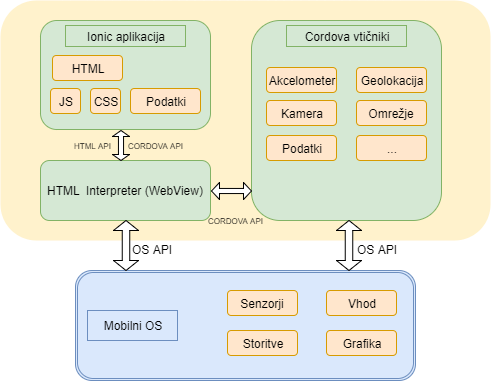 Ionic aplikacija
HTML
JS
CSS
Podatki
Cordova vtičniki
Akcelometer
Geolokacija
Kamera
Omrežje
Podatki
...
HTML API
CORDOVA API
HTML Interpreter (WebView)
CORDOVA API
OS API
OS API
Mobilni OS
Senzorji
Vhod
Storitve
Grafika